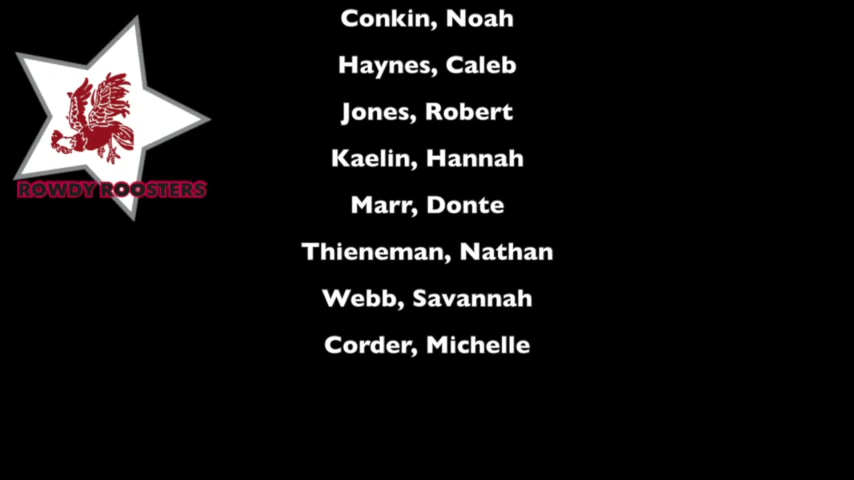 Conkin, Noah
Haynes, Caleb
Jones, Robert
Kaelin, Hannah
Marr, Donte
Thieneman, Nathan
Webb, Savannah
Corder, Michelle
ROWDY ROOSTERS